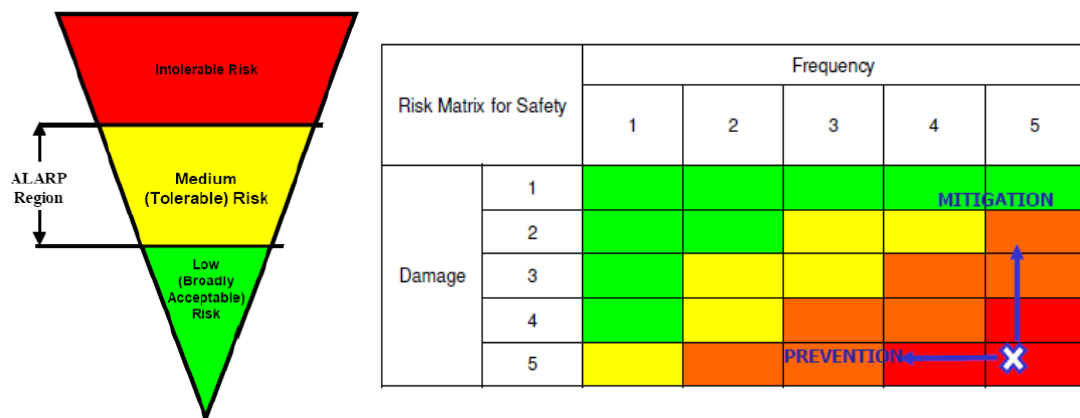 Intolerable Risk
ALARP
Region
Medium
(Tolerable) Risk
Low
(Broadly
Acceptable)
Risk
Risk Matrix for Safety
Frequency
1 2 3 4 5
Damage
1
MITIGATION
2
3
4
PREVENTION
5